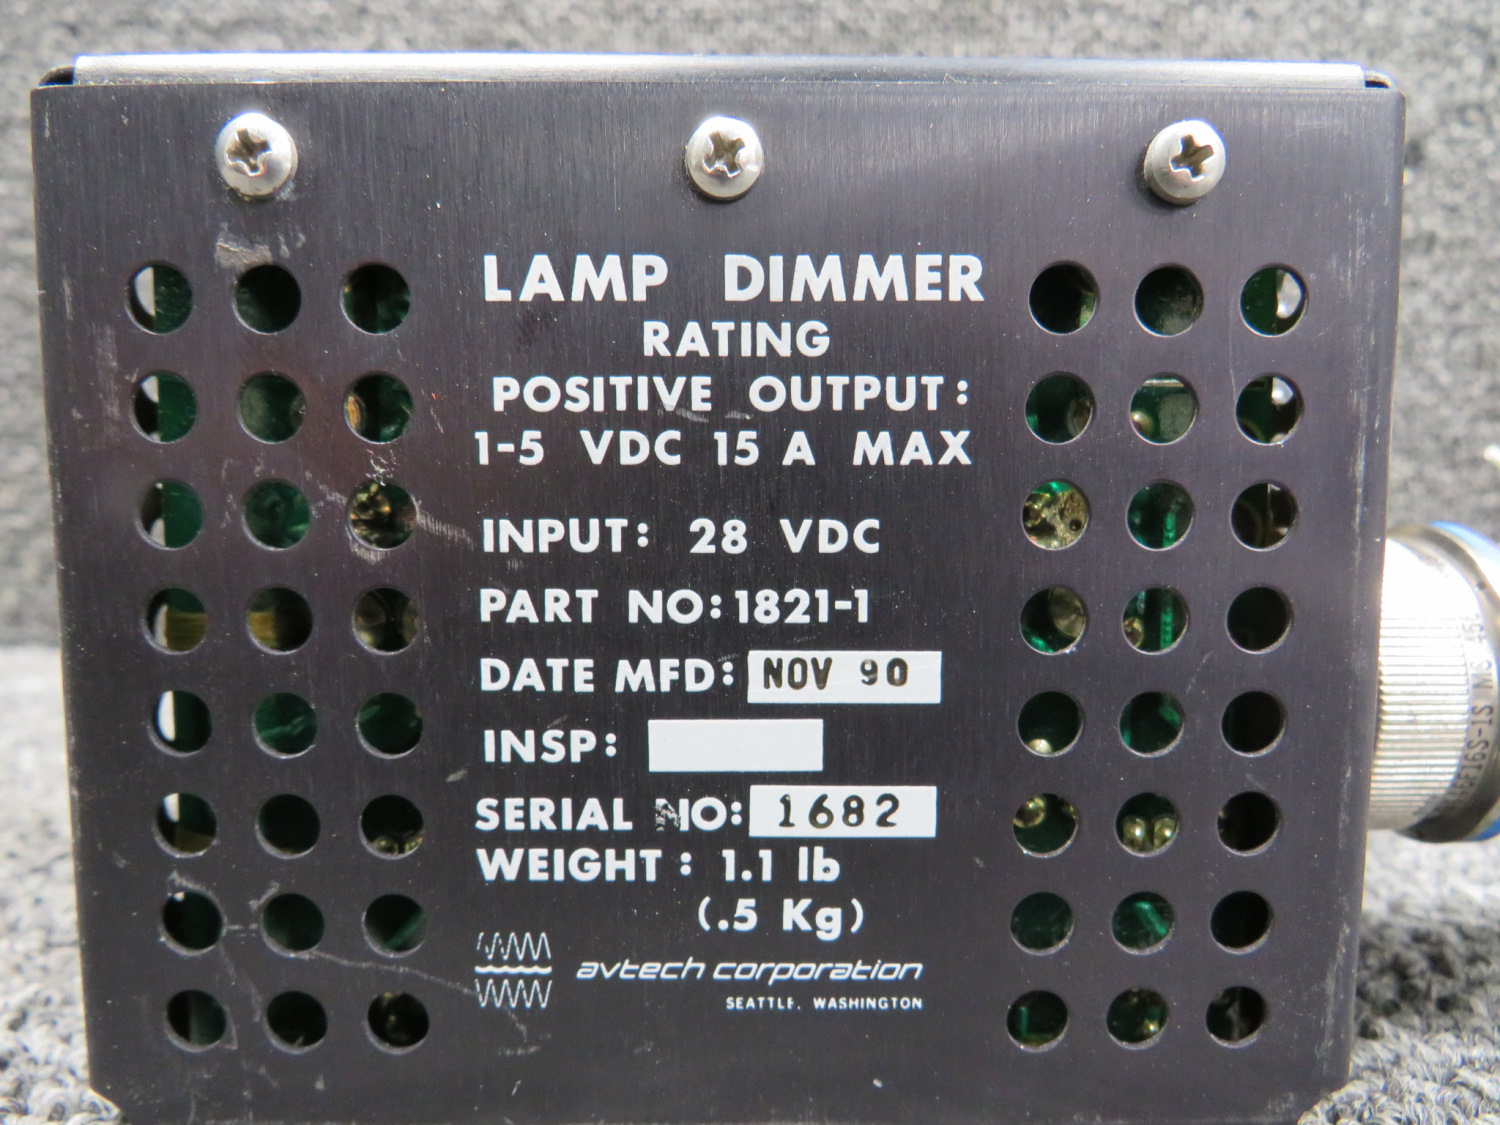 LAMP DIMMER
RATING
POSITIVE OUTPUT:
1-5 VDC 15 A MAX
INPUT: 28 VDC
PART NO: 1821-1
DATE MFD: NOV 90
INSP:
SERIAL NO: 1682
WEIGHT: 1.1 lb
(.5 Kg)
avtech corporation
SEATTLE, WASHINGTON